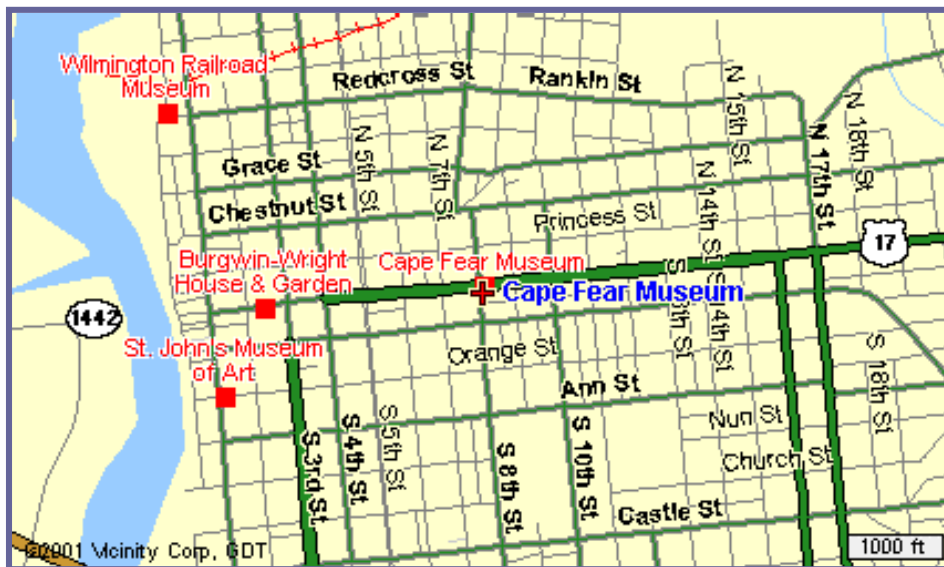 Wilmington Railroad
Museum
Redcross St
Rankin St
N 15th St
N 17th St
N 18th St
N 5th St
N 7th St
Grace St
Chestnut St
Princess St
N 14th St
17
Burgwin-Wright
House & Garden
Cape Fear Museum
Cape Fear Museum
1442
St. John's Museum
of Art
Orange St
S 14th St
Ann St
S 18th St
Nun St
Church St
S 3rd St
S 4th St
S 5th St
S 8th St
S 10th St
Castle St
©2001 Vicinity Corp, GDT
1000 ft